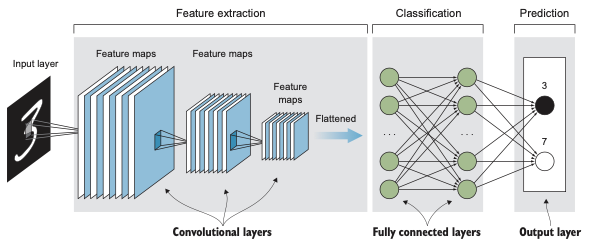 Feature extraction
Classification
Prediction
Input layer
Feature maps
Feature maps
Feature
maps
Flattened
3
7
. . .
. . .
Convolutional layers
Fully connected layers
Output layer